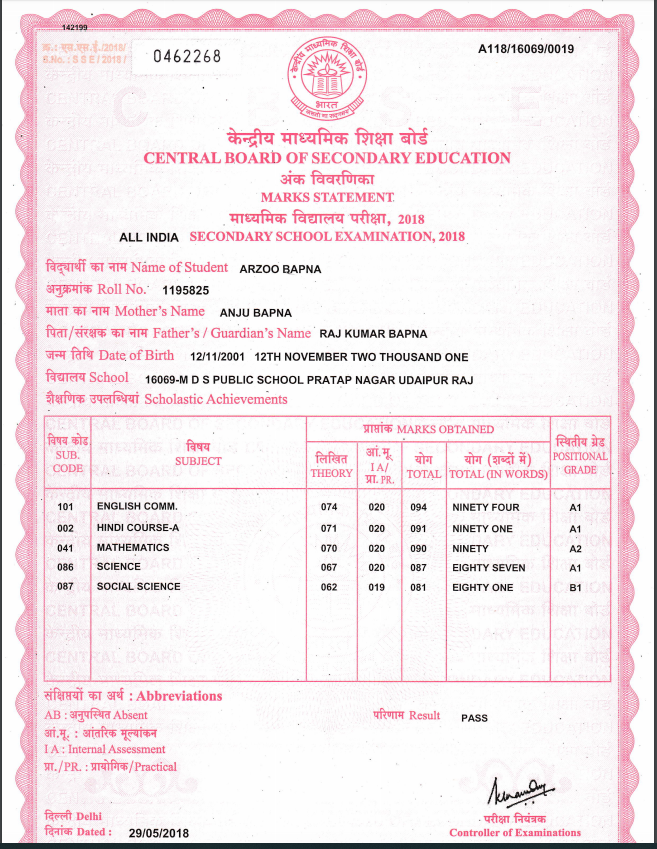 142199
क्र.: एस.एस.ई./2018/
S.No. : S S E / 2018 /
0462268
A118/16069/0019
केन्द्रीय माध्यमिक शिक्षा बोर्ड
भारत
केन्द्रीय माध्यमिक शिक्षा बोर्ड
CENTRAL BOARD OF SECONDARY EDUCATION
अंक विवरणिका
MARKS STATEMENT
माध्यमिक विद्यालय परीक्षा, 2018
ALL INDIA SECONDARY SCHOOL EXAMINATION, 2018
विद्यार्थी का नाम Name of Student ARZOO BAPNA
अनुक्रमांक Roll No. 1195825
माता का नाम Mother's Name ANJU BAPNA
पिता/संरक्षक का नाम Father's / Guardian's Name RAJ KUMAR BAPNA
जन्म तिथि Date of Birth 12/11/2001 12TH NOVEMBER TWO THOUSAND ONE
विद्यालय School 16069-M D S PUBLIC SCHOOL PRATAP NAGAR UDAIPUR RAJ
शैक्षणिक उपलब्धियां Scholastic Achievements
विषय कोड SUB. CODE
विषय SUBJECT
प्राप्तांक MARKS OBTAINED
लिखित THEORY
आं.मू. I A/ प्रा. PR.
योग TOTAL
योग (शब्दों में) TOTAL (IN WORDS)
स्थितीय ग्रेड POSITIONAL GRADE
101 ENGLISH COMM. 074 020 094 NINETY FOUR A1
002 HINDI COURSE-A 071 020 091 NINETY ONE A1
041 MATHEMATICS 070 020 090 NINETY A2
086 SCIENCE 067 020 087 EIGHTY SEVEN A1
087 SOCIAL SCIENCE 062 019 081 EIGHTY ONE B1
संक्षिप्तियों का अर्थ : Abbreviations
AB : अनुपस्थित Absent
परिणाम Result PASS
आं.मू. : आंतरिक मूल्यांकन
I A : Internal Assessment
प्रा./PR. : प्रायोगिक/Practical
दिल्ली Delhi
दिनांक Dated : 29/05/2018
परीक्षा नियंत्रक
Controller of Examinations